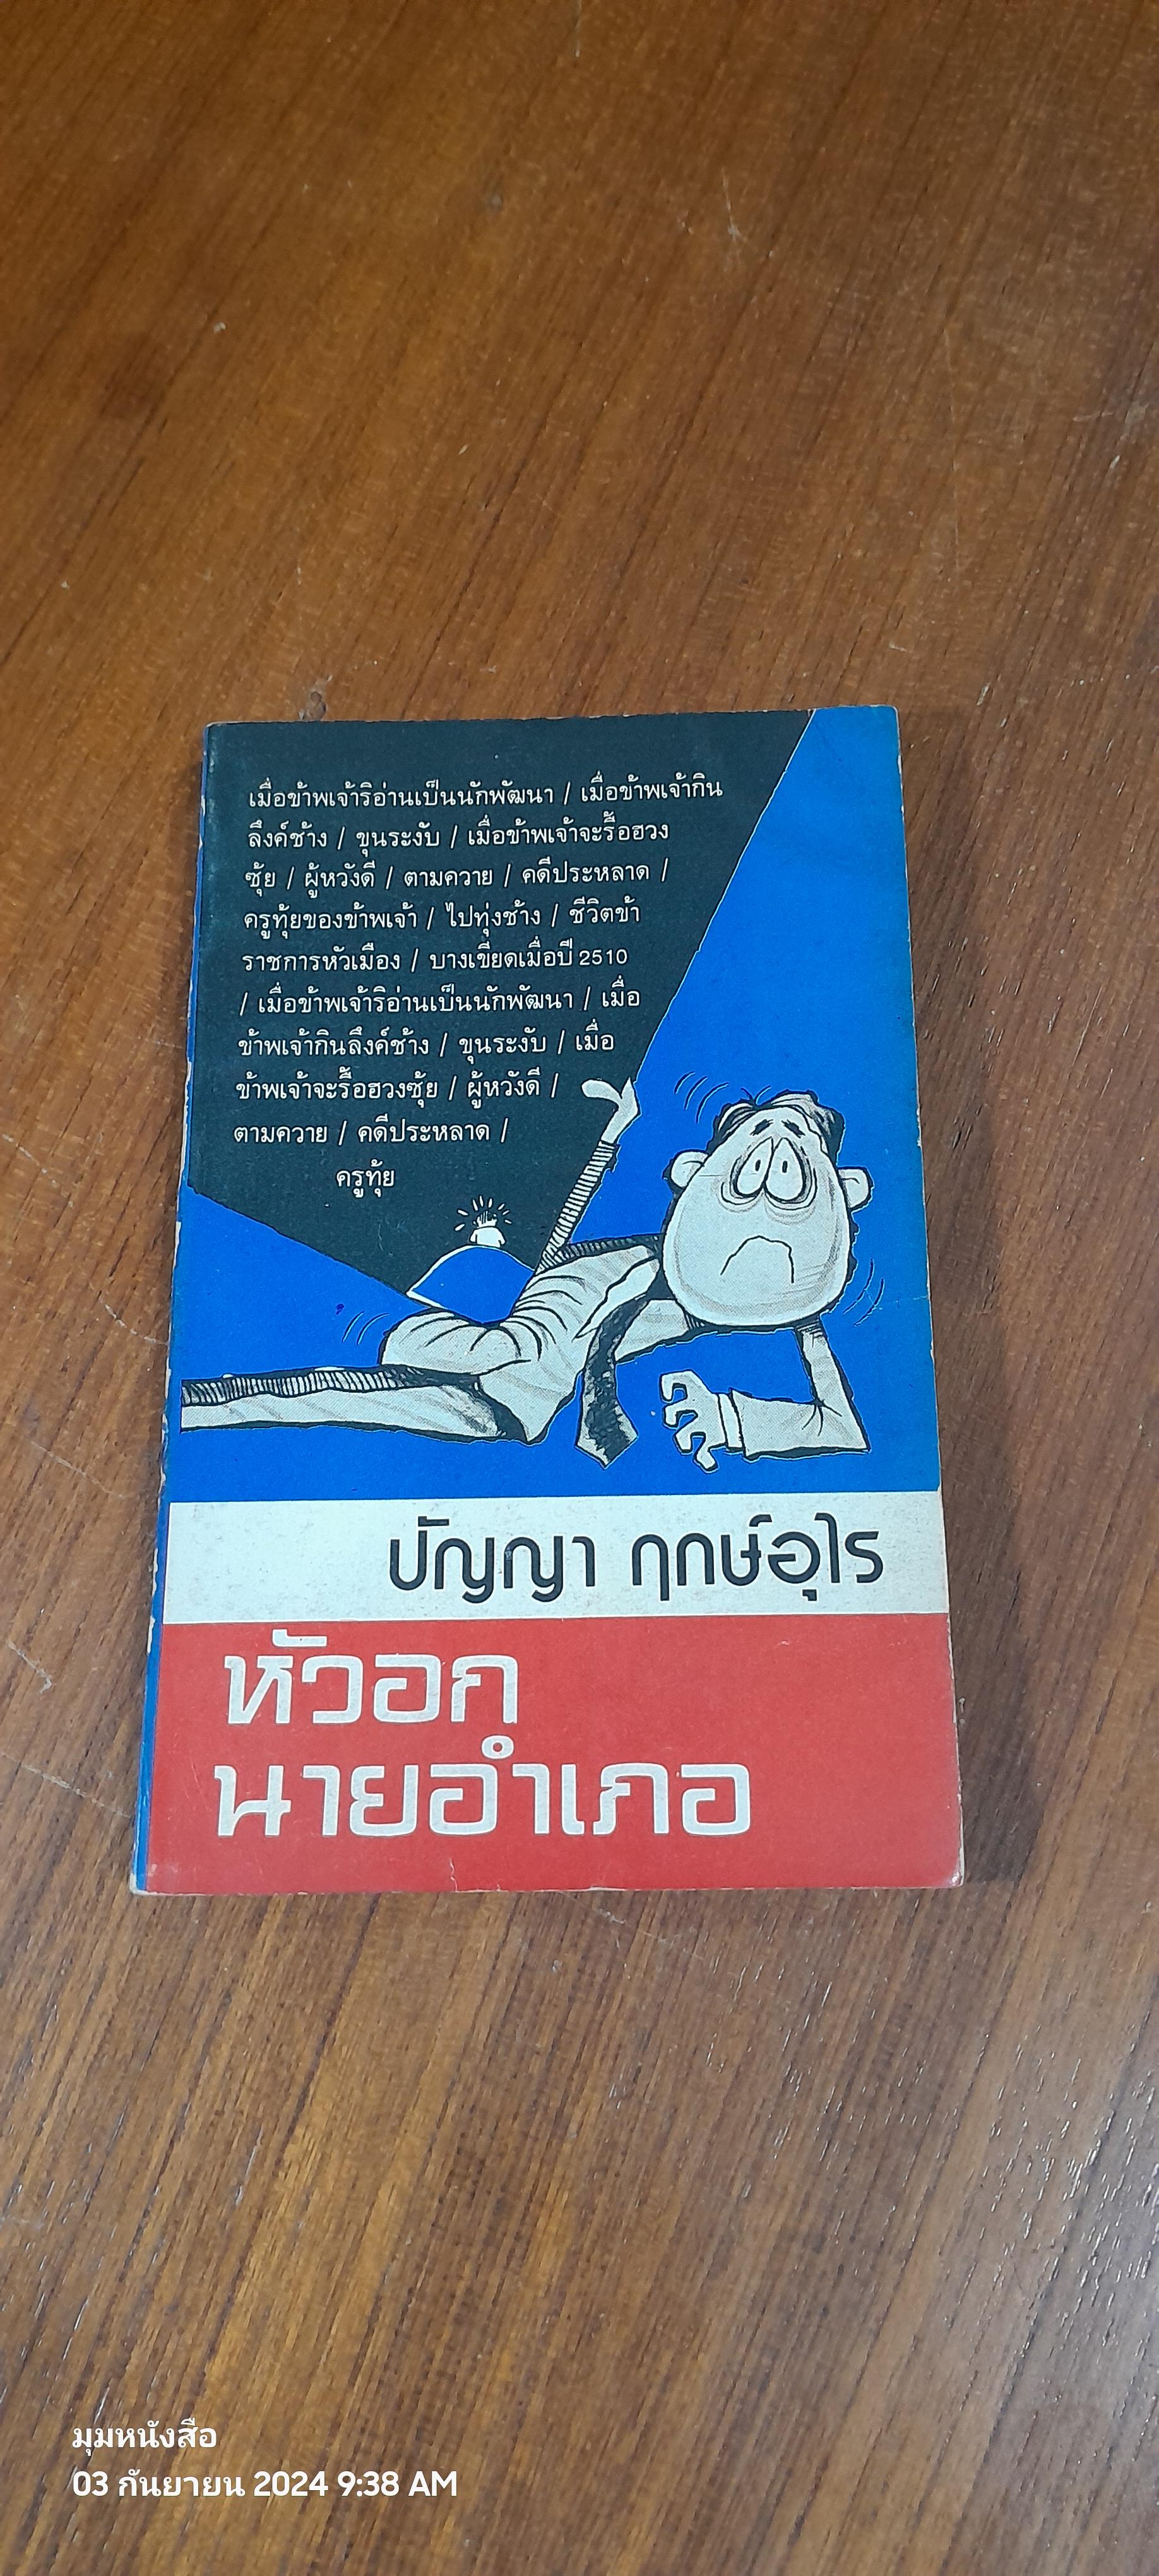 เมื่อข้าพเจ้าริอ่านเป็นนักพัฒนา / เมื่อข้าพเจ้ากิน
ลึงค์ช้าง / ขุนระงับ / เมื่อข้าพเจ้าจะรื้อฮวง
ซุ้ย / ผู้หวังดี / ตามควาย / คดีประหลาด /
ครูทุ้ยของข้าพเจ้า / ไปทุ่งช้าง / ชีวิตข้า
ราชการหัวเมือง / บางเขียดเมื่อปี 2510
/ เมื่อข้าพเจ้าริอ่านเป็นนักพัฒนา / เมื่อ
ข้าพเจ้ากินลึงค์ช้าง / ขุนระงับ / เมื่อ
ข้าพเจ้าจะรื้อฮวงซุ้ย / ผู้หวังดี /
ตามควาย / คดีประหลาด /
ครูทุ้ย
ปัญญา ฤกษ์อุไร
หัวอก
นายอำเภอ
มุมหนังสือ
03 กันยายน 2024 9:38 AM